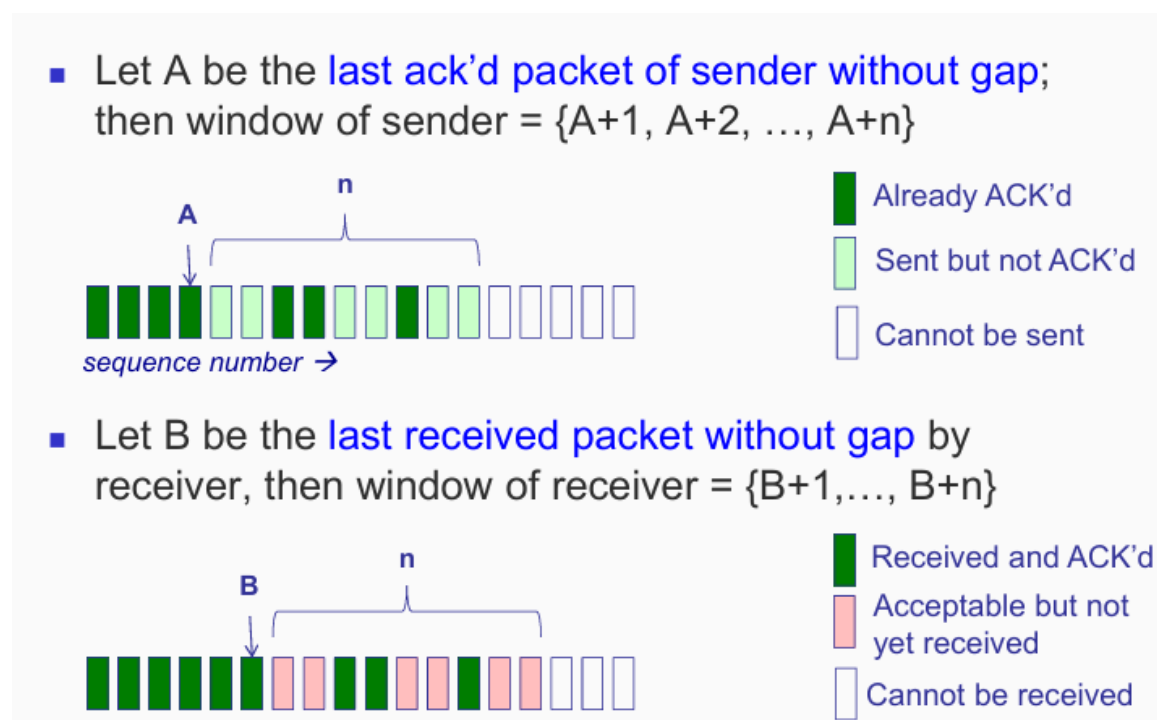 ▪ Let A be the last ack’d packet of sender without gap;
then window of sender = {A+1, A+2, …, A+n}
n
A
Already ACK’d
Sent but not ACK’d
Cannot be sent
sequence number →
▪ Let B be the last received packet without gap by
receiver, then window of receiver = {B+1,…, B+n}
n
B
Received and ACK’d
Acceptable but not
yet received
Cannot be received